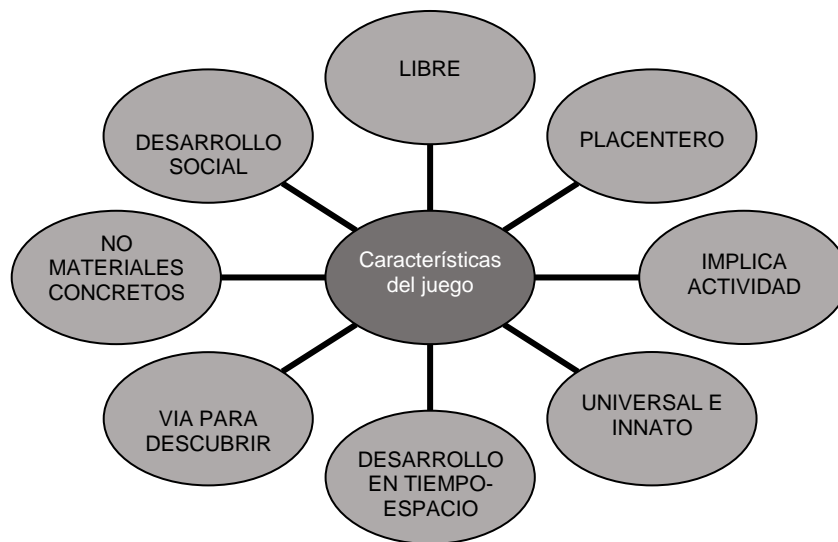 LIBRE
PLACENTERO
IMPLICA
ACTIVIDAD
UNIVERSAL E
INNATO
DESARROLLO
EN TIEMPO-
ESPACIO
VIA PARA
DESCUBRIR
NO
MATERIALES
CONCRETOS
DESARROLLO
SOCIAL
Característícas
del juego